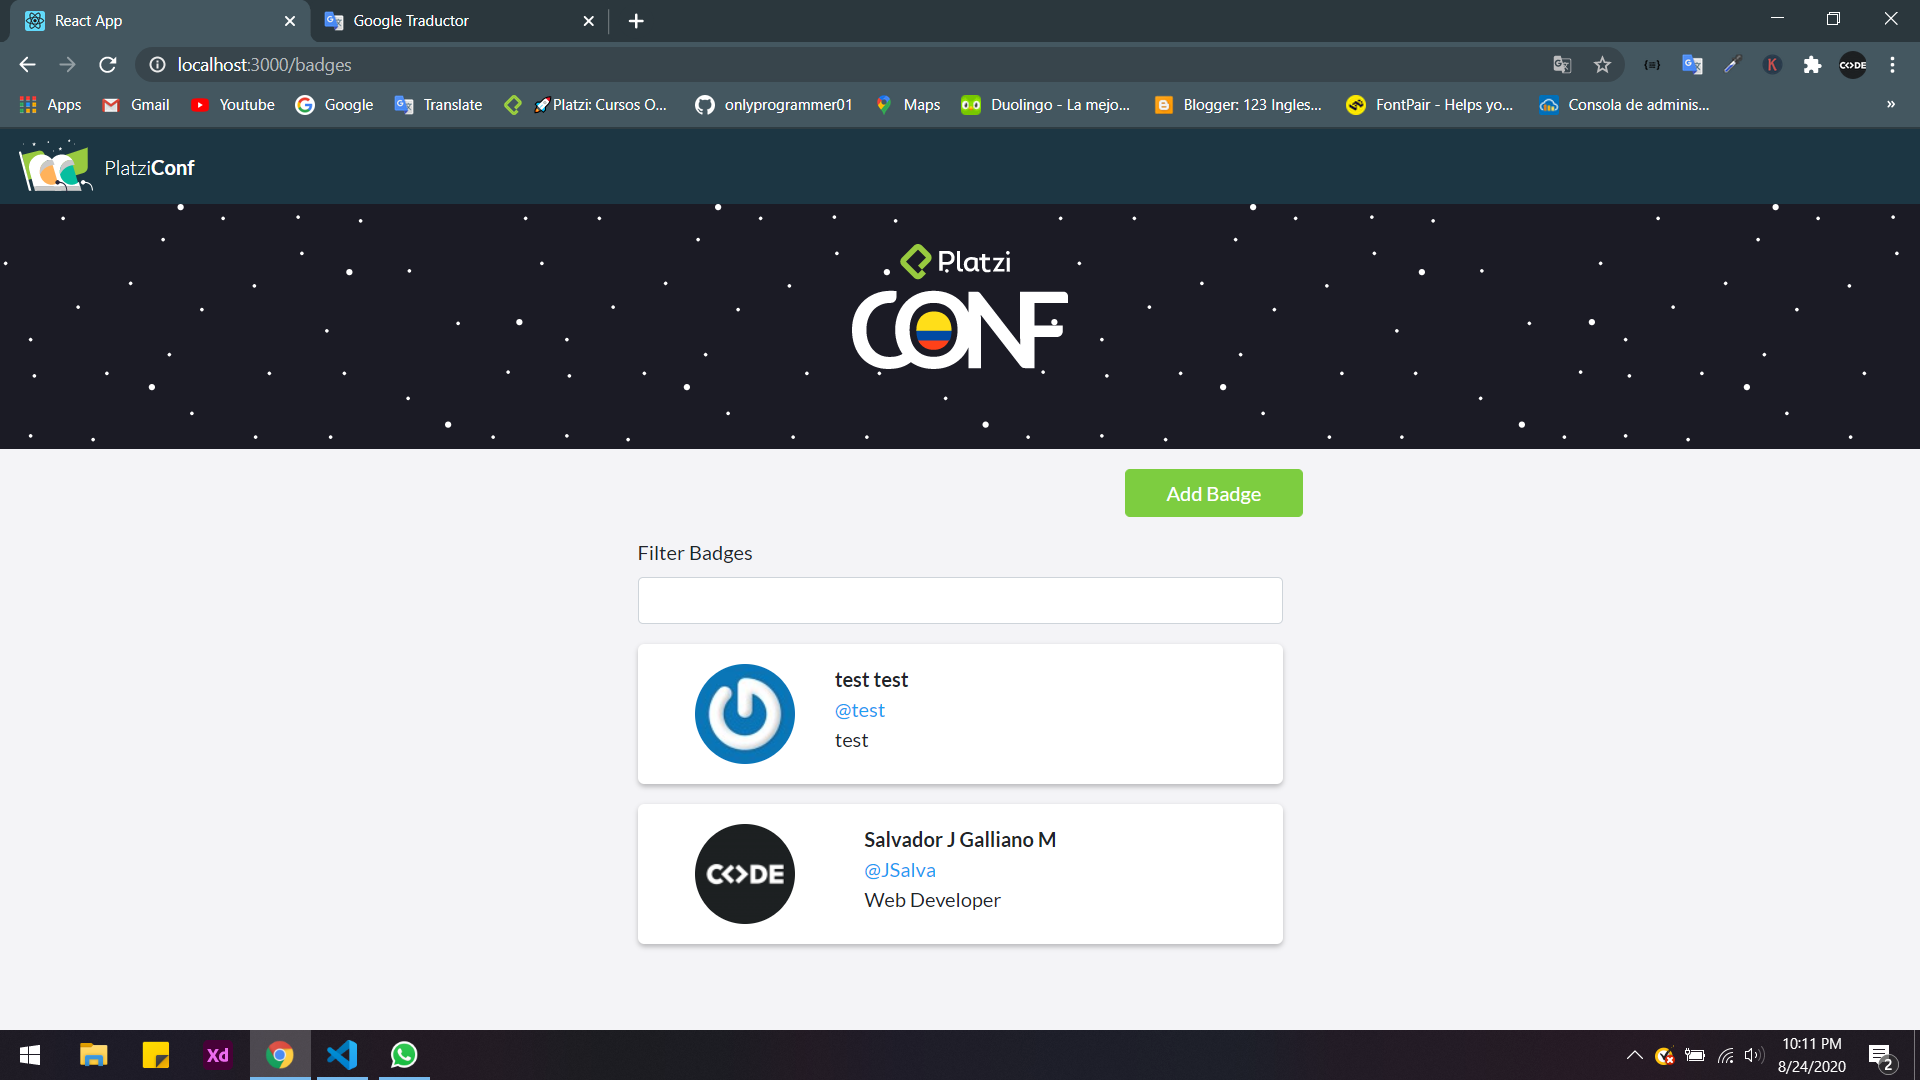 React App
Google Traductor
localhost:3000/badges
K
C<>DE
Apps
Gmail
Youtube
Google
Translate
🚀Platzi: Cursos O...
onlyprogrammer01
Maps
Duolingo - La mejo...
Blogger: 123 Ingles...
FontPair - Helps yo...
Consola de adminis...
»
PlatziConf
Platzi
CONF
Add Badge
Filter Badges
test test
@test
test
C<>DE
Salvador J Galliano M
@JSalva
Web Developer
Xd
10:11 PM
8/24/2020
2